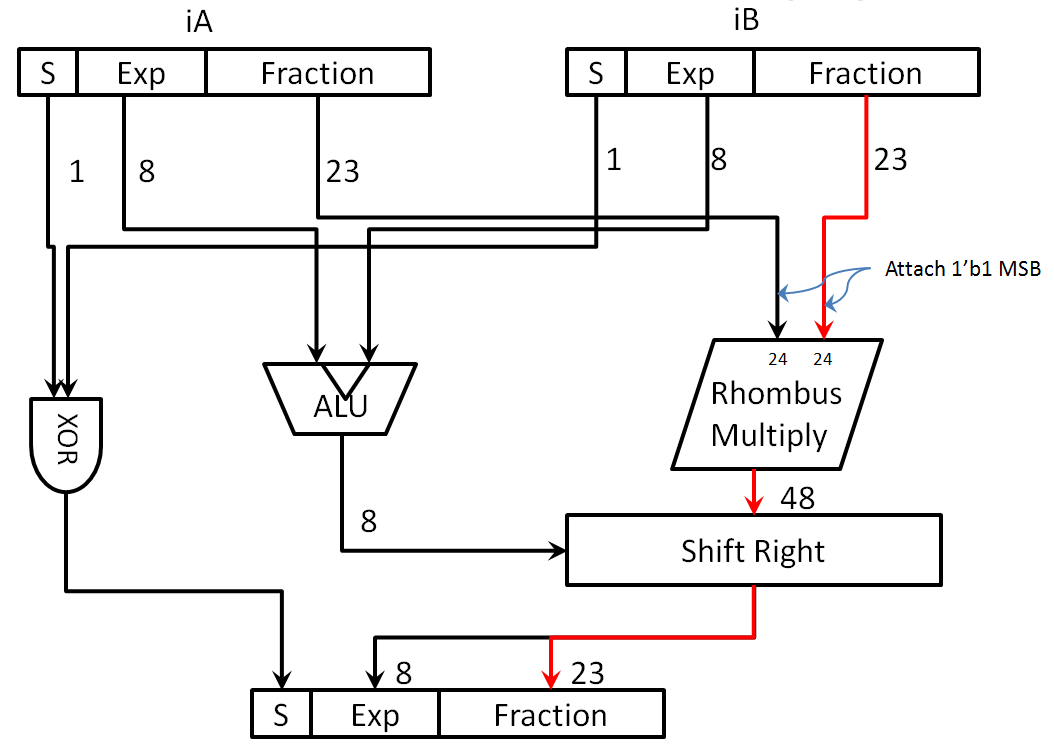 iA
iB
S Exp Fraction
S Exp Fraction
1
8
23
1
8
23
Attach 1’b1 MSB
24 24
Rhombus
Multiply
ALU
XOR
48
8
Shift Right
8
23
S Exp Fraction